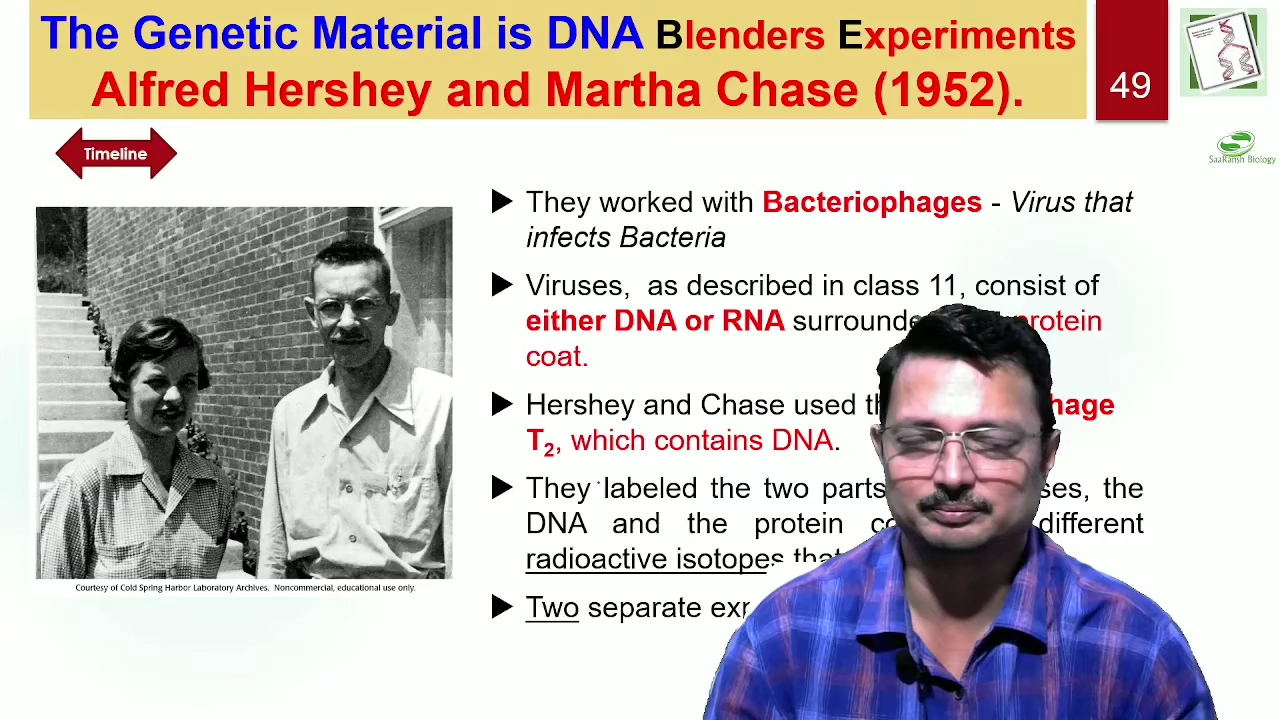 The Genetic Material is DNA Blenders Experiments
Alfred Hershey and Martha Chase (1952).
49
SaaRansh Biology
Timeline
They worked with Bacteriophages - Virus that
infects Bacteria
Viruses, as described in class 11, consist of
either DNA or RNA protein
coat.
Hershey and Chase used
T2, which contains DNA.
They labeled the two parts the
DNA and the protein different
radioactive isotopes
Two separate
Courtesy of Cold Spring Harbor Laboratory Archives. Noncommercial, educational use only.